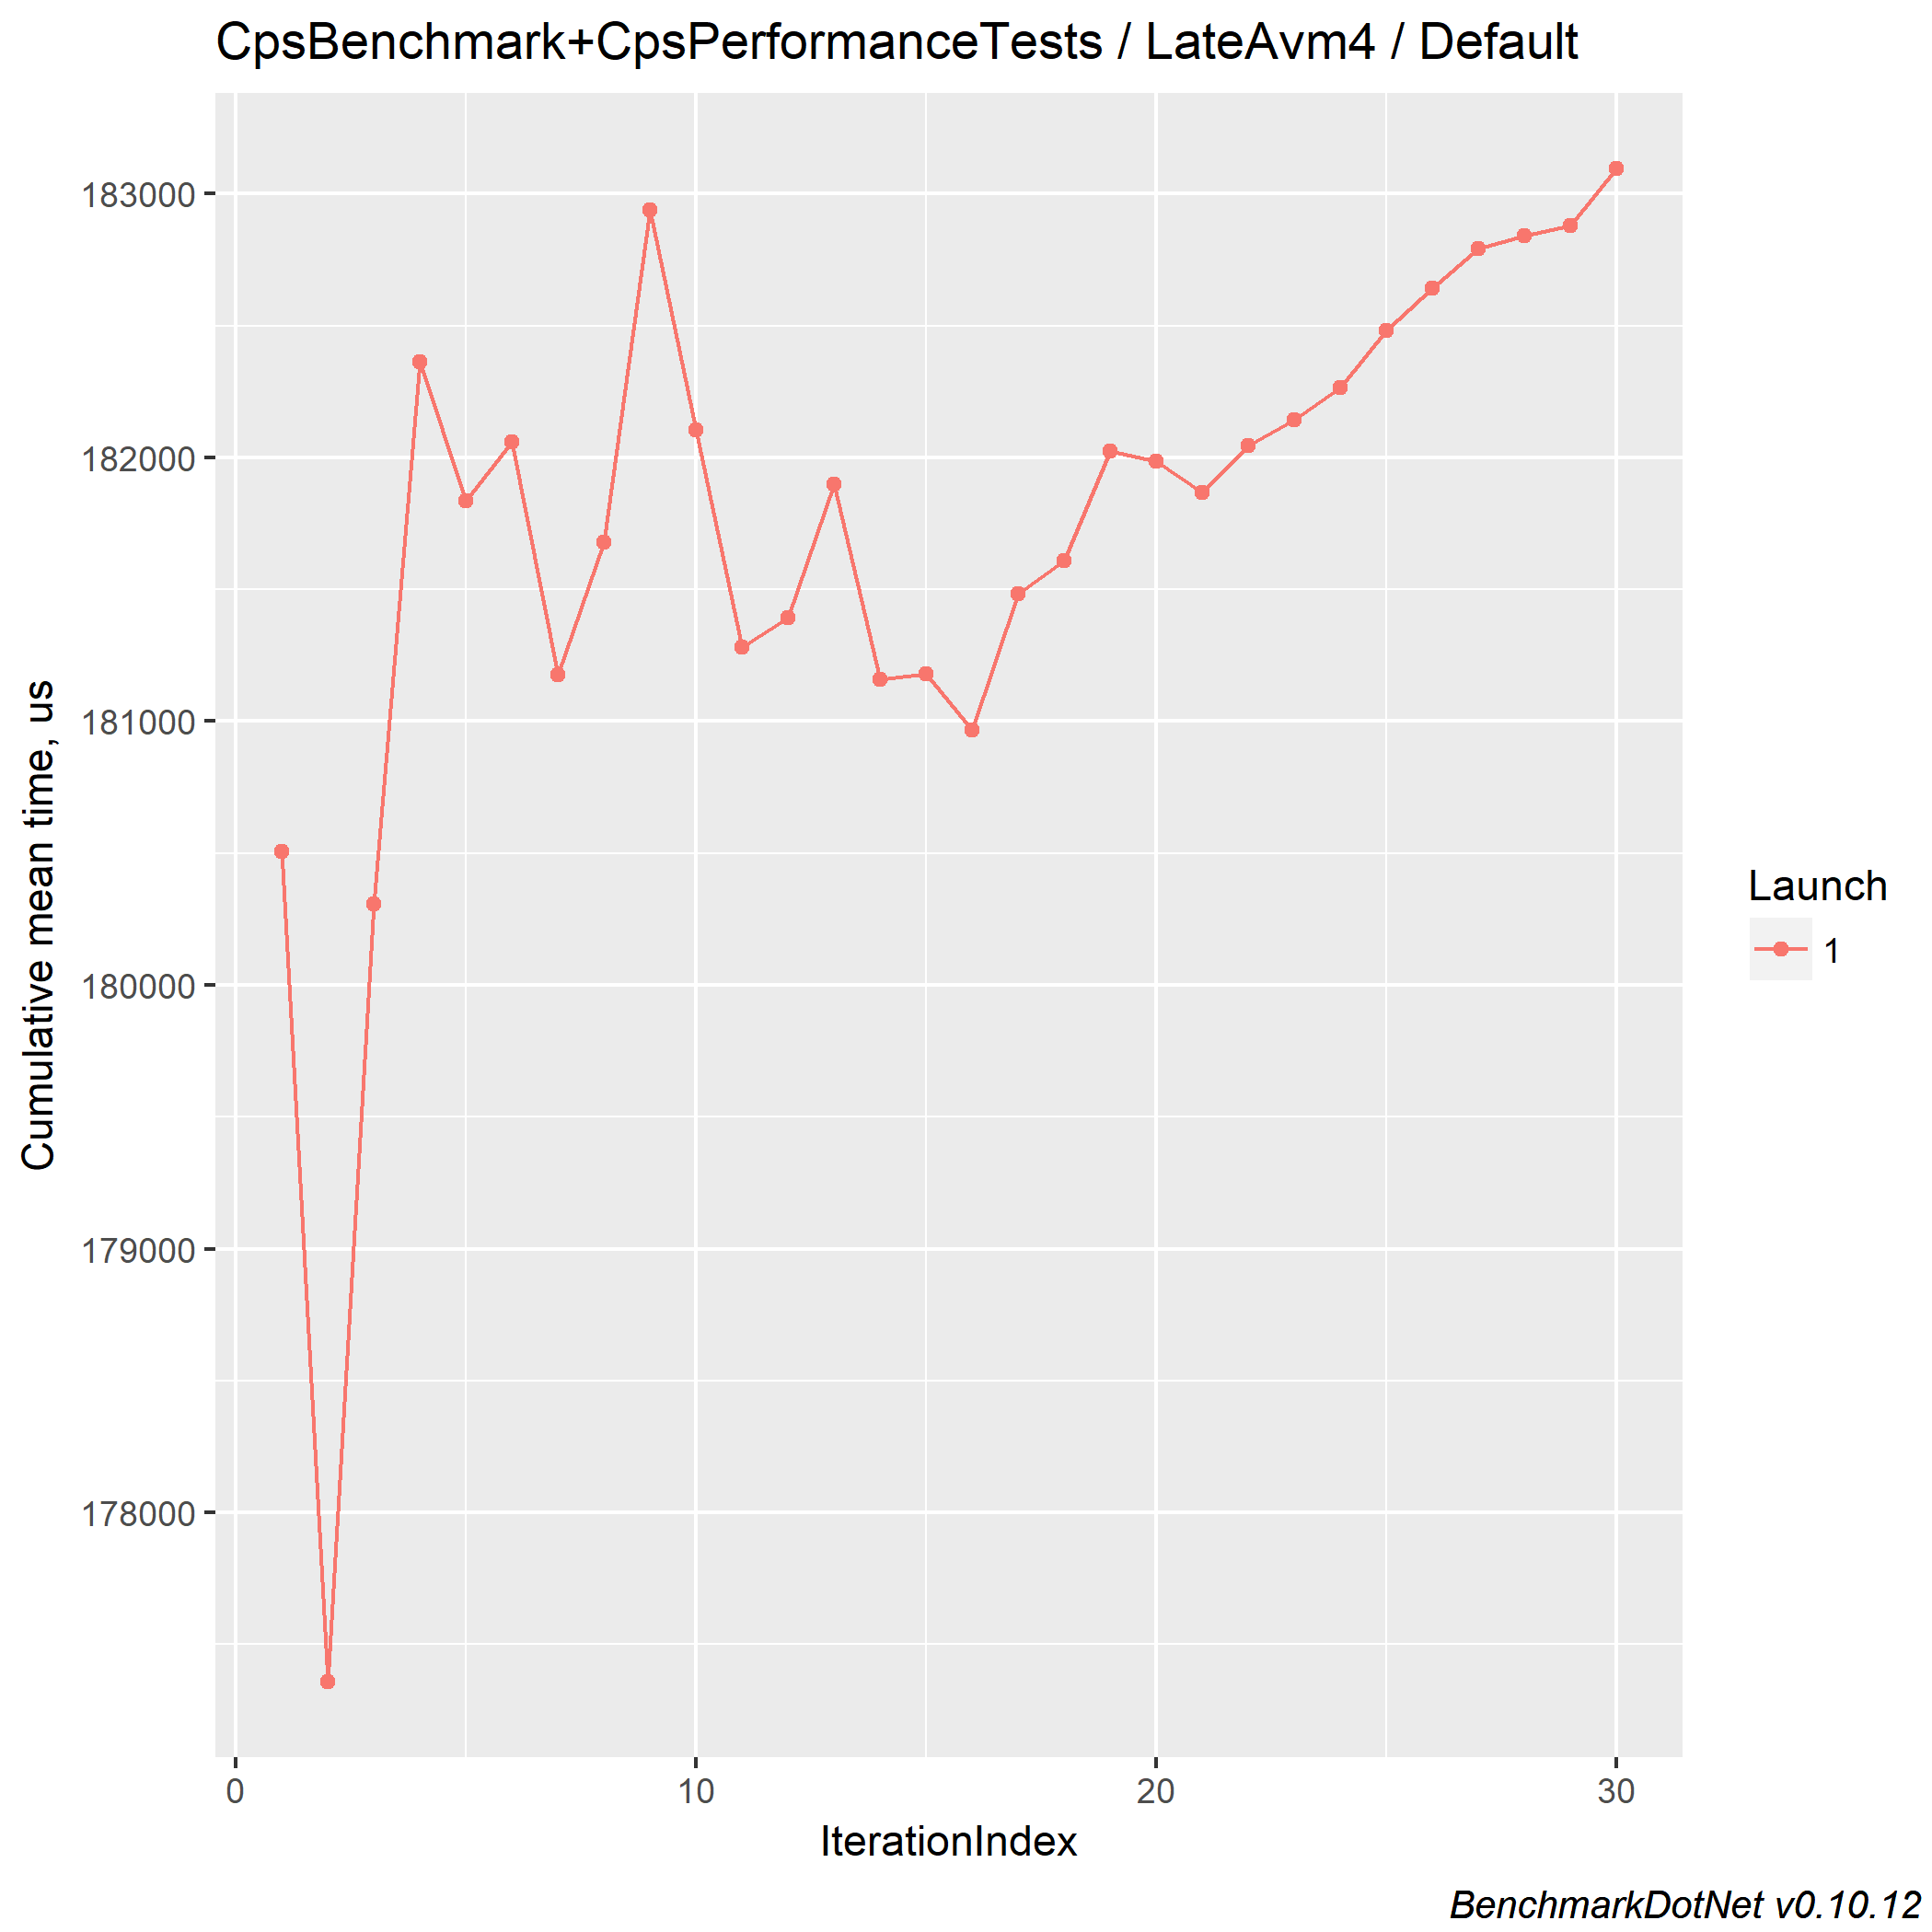 CpsBenchmark+CpsPerformanceTests / LateAvm4 / Default
Cumulative mean time, us
183000
182000
181000
180000
179000
178000
0 10 20 30
IterationIndex
Launch
1
BenchmarkDotNet v0.10.12